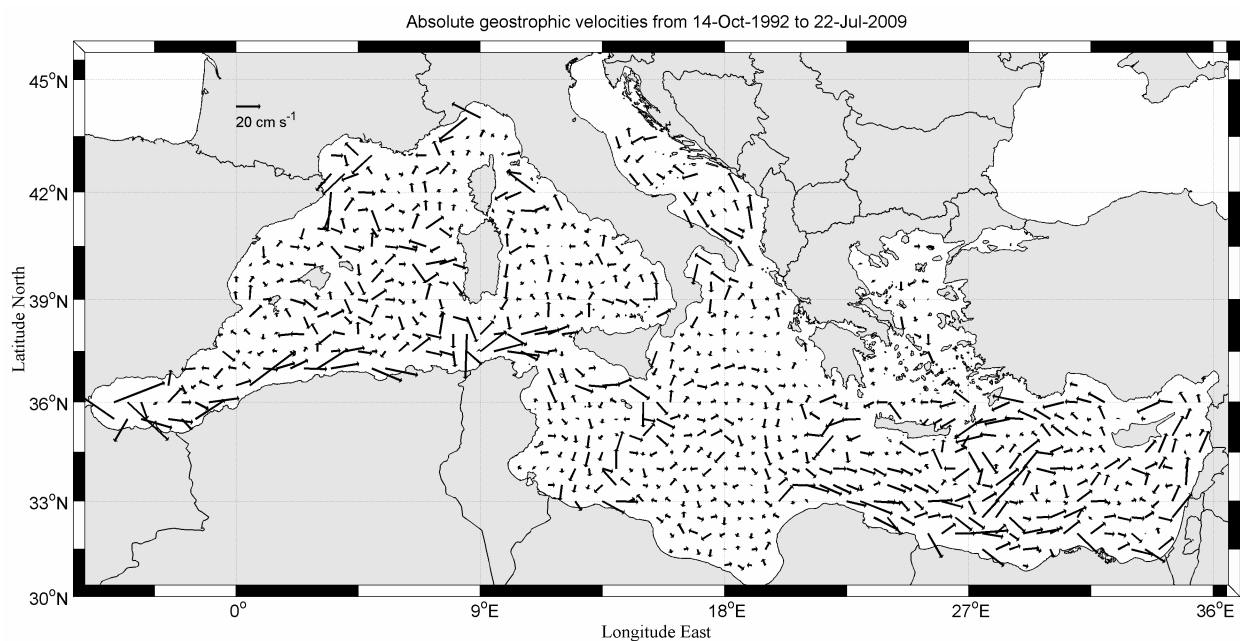 Absolute geostrophic velocities from 14-Oct-1992 to 22-Jul-2009
45°N
20 cm s⁻¹
42°N
39°N
36°N
33°N
30°N
Latitude North
0°
9°E
18°E
27°E
36°E
Longitude East